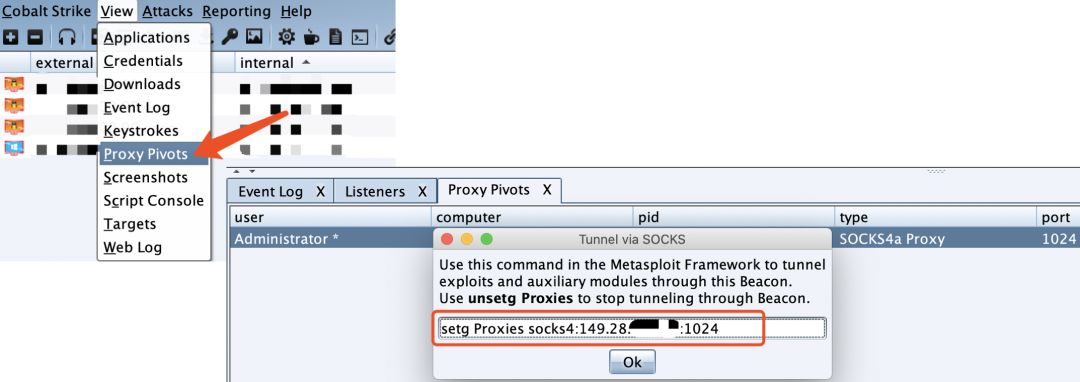 Cobalt Strike View Attacks Reporting Help
Applications
external
internal
Credentials
Downloads
Event Log
Keystrokes
Proxy Pivots
Screenshots
Script Console
Targets
Web Log
Event Log X Listeners X Proxy Pivots X
user computer pid type port
Administrator * SOCKS4a Proxy 1024
Tunnel via SOCKS
Use this command in the Metasploit Framework to tunnel
exploits and auxiliary modules through this Beacon.
Use unsetg Proxies to stop tunneling through Beacon.
setg Proxies socks4:149.28. :1024
Ok